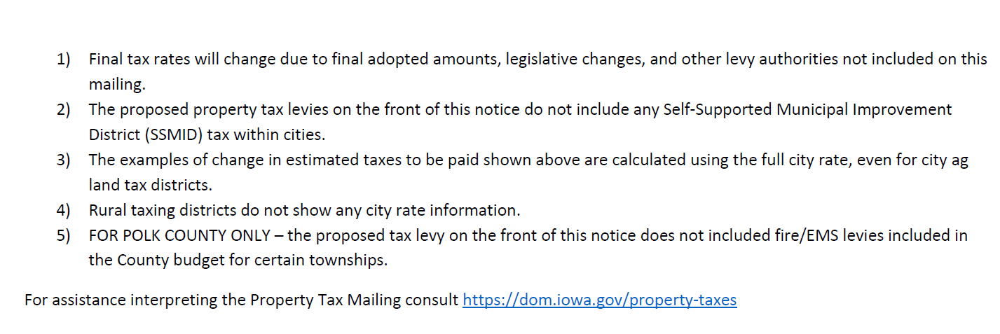 1) Final tax rates will change due to final adopted amounts, legislative changes, and other levy authorities not included on this
mailing.
2) The proposed property tax levies on the front of this notice do not include any Self-Supported Municipal Improvement
District (SSMID) tax within cities.
3) The examples of change in estimated taxes to be paid shown above are calculated using the full city rate, even for city ag
land tax districts.
4) Rural taxing districts do not show any city rate information.
5) FOR POLK COUNTY ONLY – the proposed tax levy on the front of this notice does not included fire/EMS levies included in
the County budget for certain townships.
For assistance interpreting the Property Tax Mailing consult https://dom.iowa.gov/property-taxes